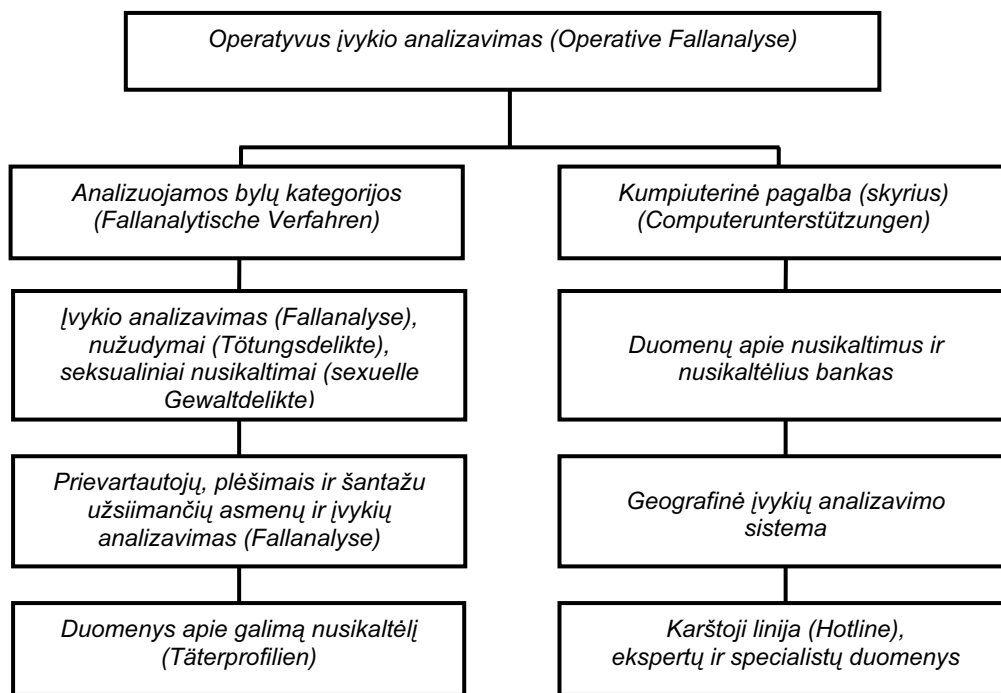 Operatyvus įvykio analizavimas (Operative Fallanalyse)
Analizuojamos bylų kategorijos
(Fallanalytische Verfahren)
Įvykio analizavimas (Fallanalyse),
nužudymai (Tötungsdelikte),
seksualiniai nusikaltimai (sexuelle
Gewaltdelikte)
Prievartautojų, plėšimais ir šantažu
užsiimančių asmenų ir įvykių
analizavimas (Fallanalyse)
Duomenys apie galimą nusikaltėlį
(Täterprofilien)
Kumpiuterinė pagalba (skyrius)
(Computerunterstützungen)
Duomenų apie nusikaltimus ir
nusikaltėlius bankas
Geografinė įvykių analizavimo
sistema
Karštoji linija (Hotline),
ekspertų ir specialistų duomenys